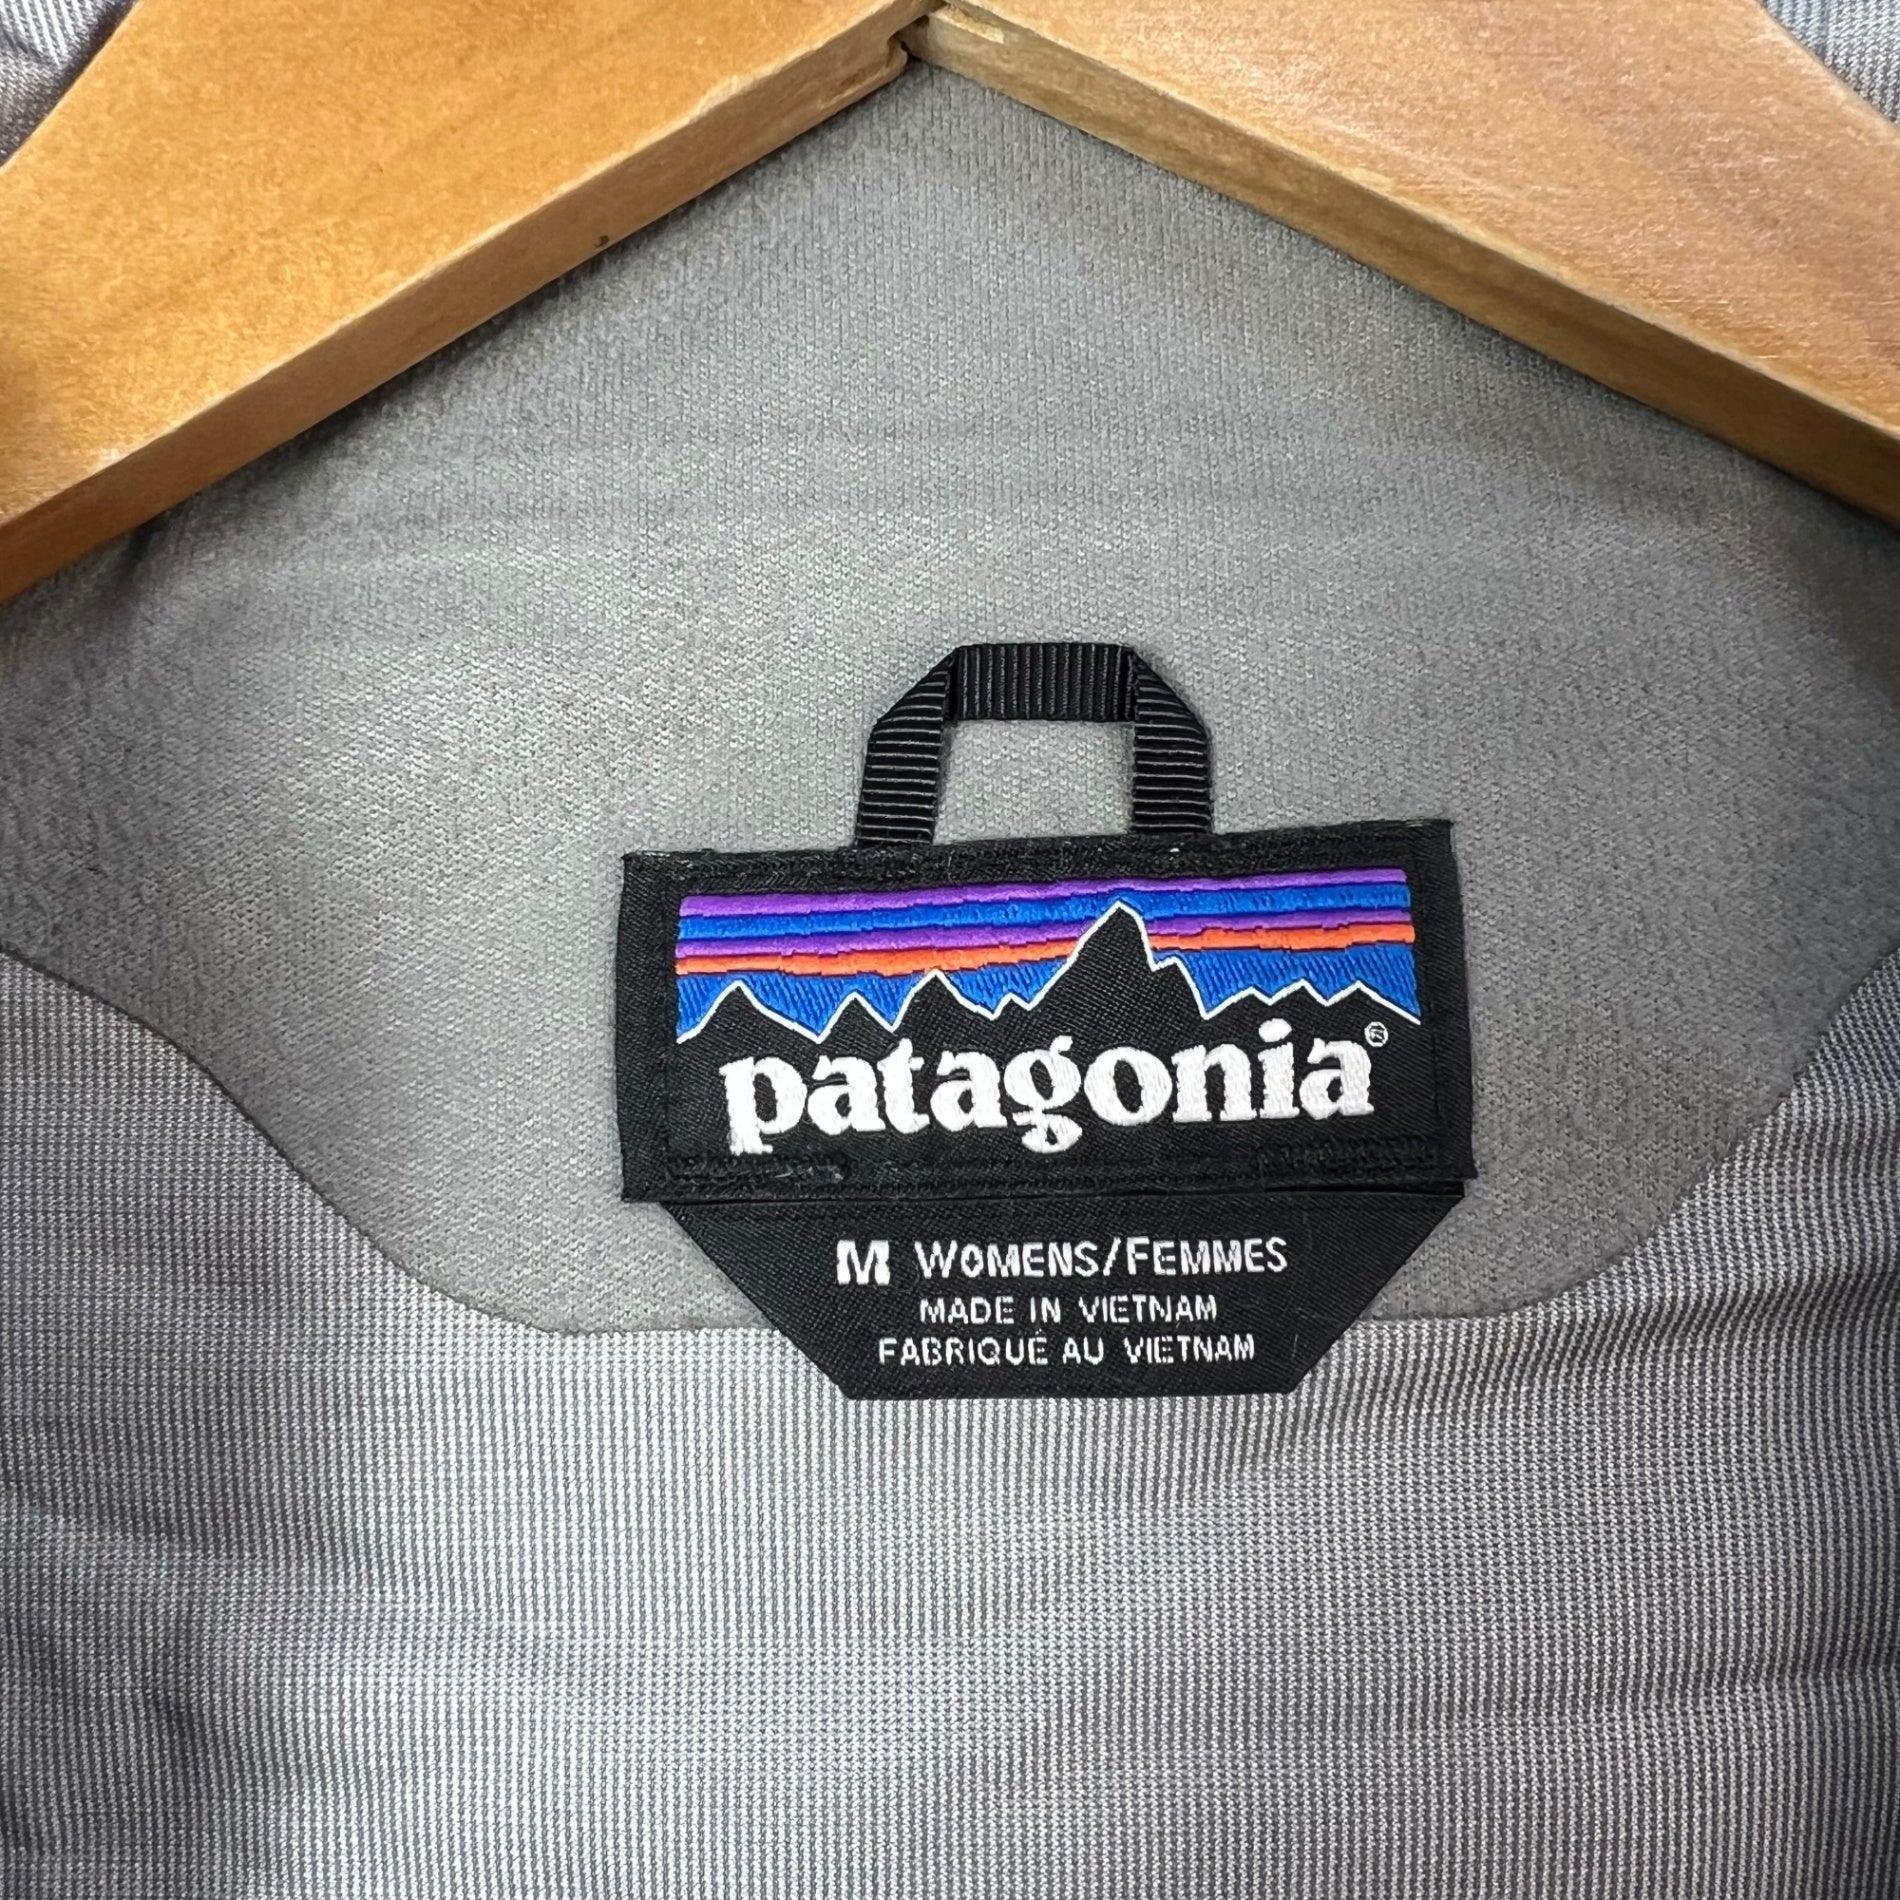 patagonia®
M WOMENS/FEMMES
MADE IN VIETNAM
FABRIQUÉ AU VIETNAM